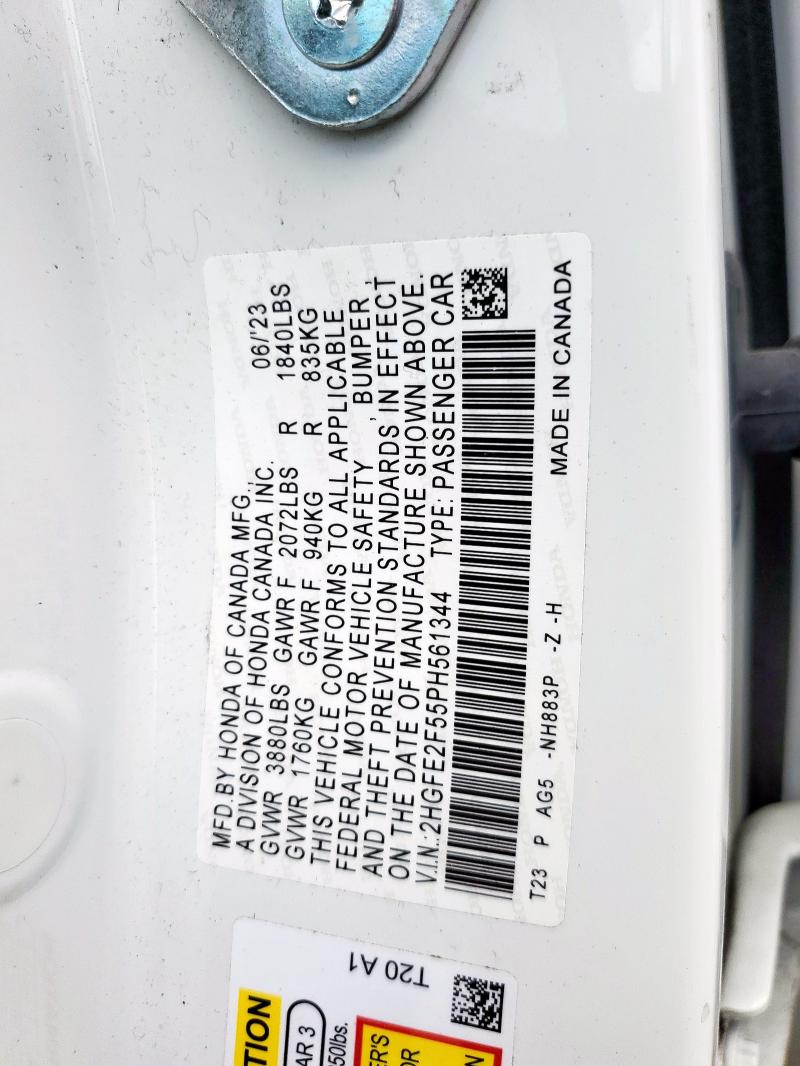 MFD.BY HONDA OF CANADA MFG.,
A DIVISION OF HONDA CANADA INC. 06/'23
GVWR 3880LBS GAWR F 2072LBS R 1840LBS
GVWR 1760KG GAWR F 940KG R 835KG
THIS VEHICLE CONFORMS TO ALL APPLICABLE
FEDERAL MOTOR VEHICLE SAFETY , BUMPER ,
AND THEFT PREVENTION STANDARDS IN EFFECT
ON THE DATE OF MANUFACTURE SHOWN ABOVE.
V.I.N.:2HGFE2F55PH561344 TYPE: PASSENGER CAR
T23 P AG5 -NH883P -Z -H MADE IN CANADA
T20 A1
AR 3
50lbs.